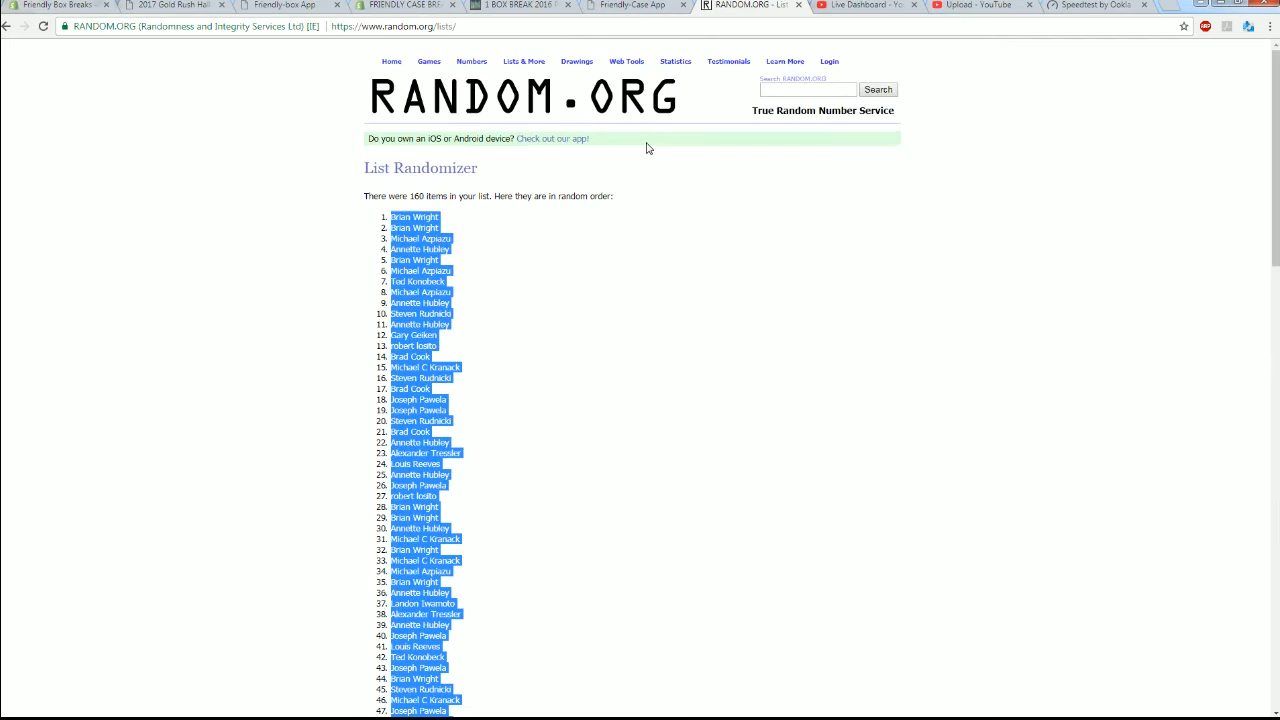 Friendly Box Breaks
2017 Gold Rush Hall
Friendly-box App
FRIENDLY CASE BRE
1 BOX BREAK 2016 P
Friendly-Case App
RANDOM.ORG - List
Live Dashboard - You
Upload - YouTube
Speedtest by Ookla
RANDOM.ORG (Randomness and Integrity Services Ltd) [IE] https://www.random.org/lists/
Home Games Numbers Lists & More Drawings Web Tools Statistics Testimonials Learn More Login
RANDOM.ORG
Search RANDOM.ORG
Search
True Random Number Service
Do you own an iOS or Android device? Check out our app!
List Randomizer
There were 160 items in your list. Here they are in random order:
1. Brian Wright
2. Brian Wright
3. Michael Azpiazu
4. Annette Hubley
5. Brian Wright
6. Michael Azpiazu
7. Ted Konobeck
8. Michael Azpiazu
9. Annette Hubley
10. Steven Rudnicki
11. Annette Hubley
12. Gary Geiken
13. robert losito
14. Brad Cook
15. Michael C Kranack
16. Steven Rudnicki
17. Brad Cook
18. Joseph Pawela
19. Joseph Pawela
20. Steven Rudnicki
21. Brad Cook
22. Annette Hubley
23. Alexander Tressler
24. Louis Reeves
25. Annette Hubley
26. Joseph Pawela
27. robert losito
28. Brian Wright
29. Brian Wright
30. Annette Hubley
31. Michael C Kranack
32. Brian Wright
33. Michael C Kranack
34. Michael Azpiazu
35. Brian Wright
36. Annette Hubley
37. Landon Iwamoto
38. Alexander Tressler
39. Annette Hubley
40. Joseph Pawela
41. Louis Reeves
42. Ted Konobeck
43. Joseph Pawela
44. Brian Wright
45. Steven Rudnicki
46. Michael C Kranack
47. Joseph Pawela